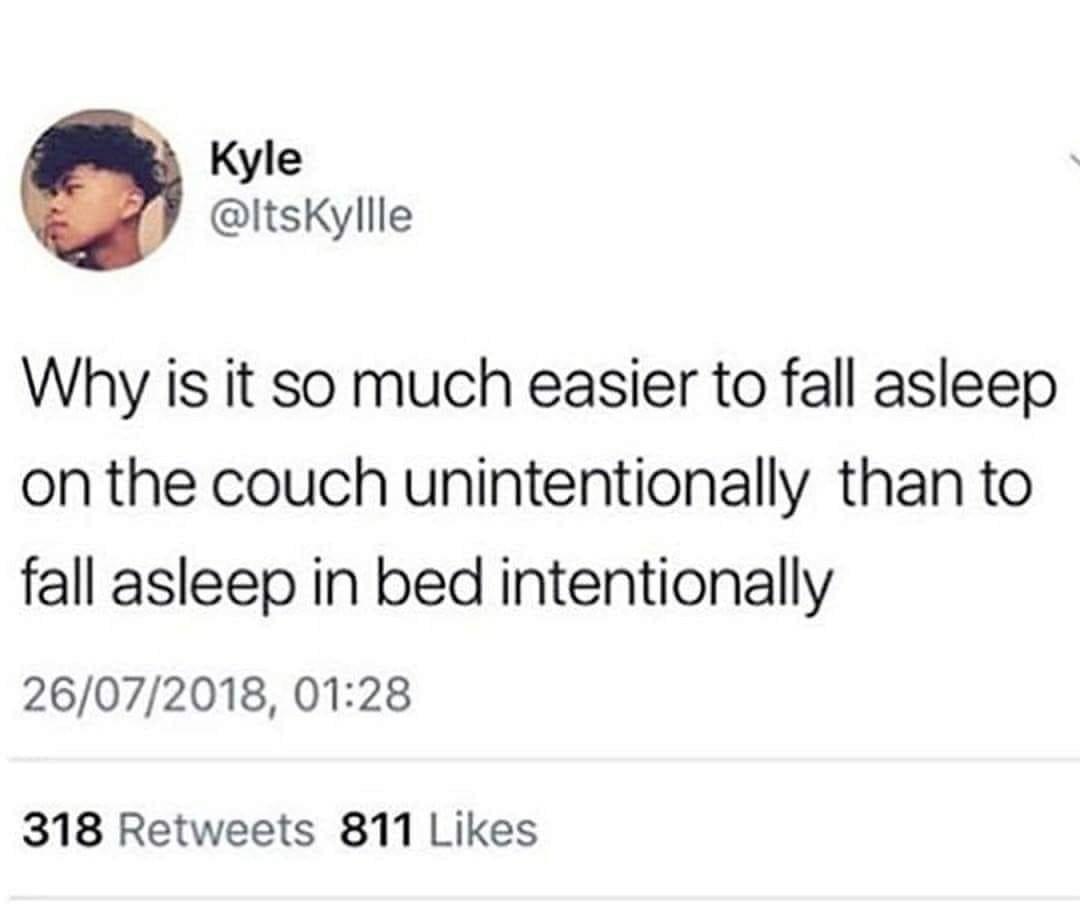 Kyle
@ItsKyllle
Why is it so much easier to fall asleep
on the couch unintentionally than to
fall asleep in bed intentionally
26/07/2018, 01:28
318 Retweets 811 Likes